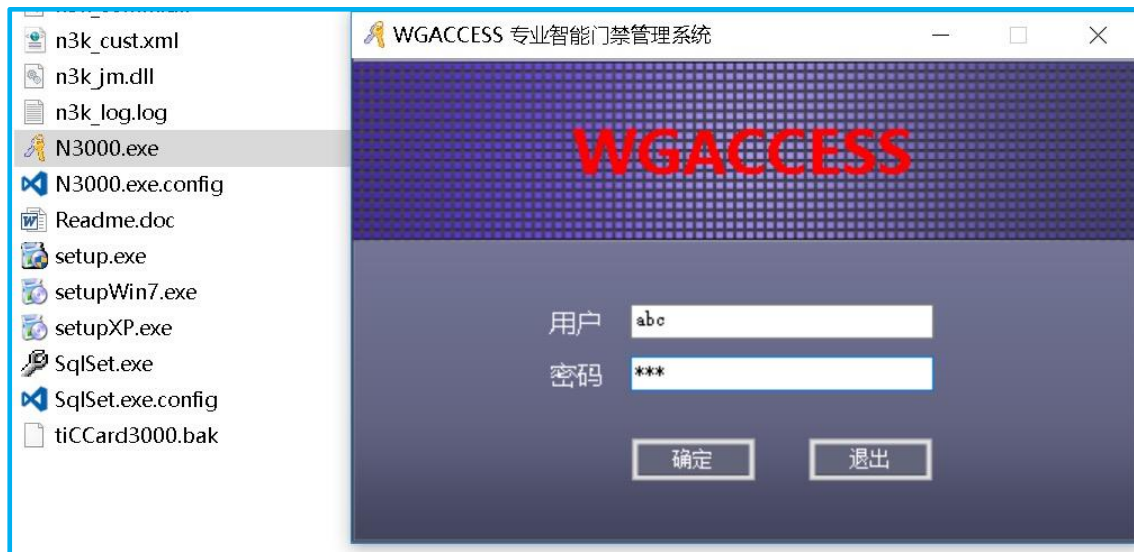 n3k_cust.xml
n3k_jm.dll
n3k_log.log
N3000.exe
N3000.exe.config
Readme.doc
setup.exe
setupWin7.exe
setupXP.exe
SqlSet.exe
SqlSet.exe.config
tiCCard3000.bak
WGACCESS 专业智能门禁管理系统
WGACCESS
用户 abc
密码 ***
确定 退出